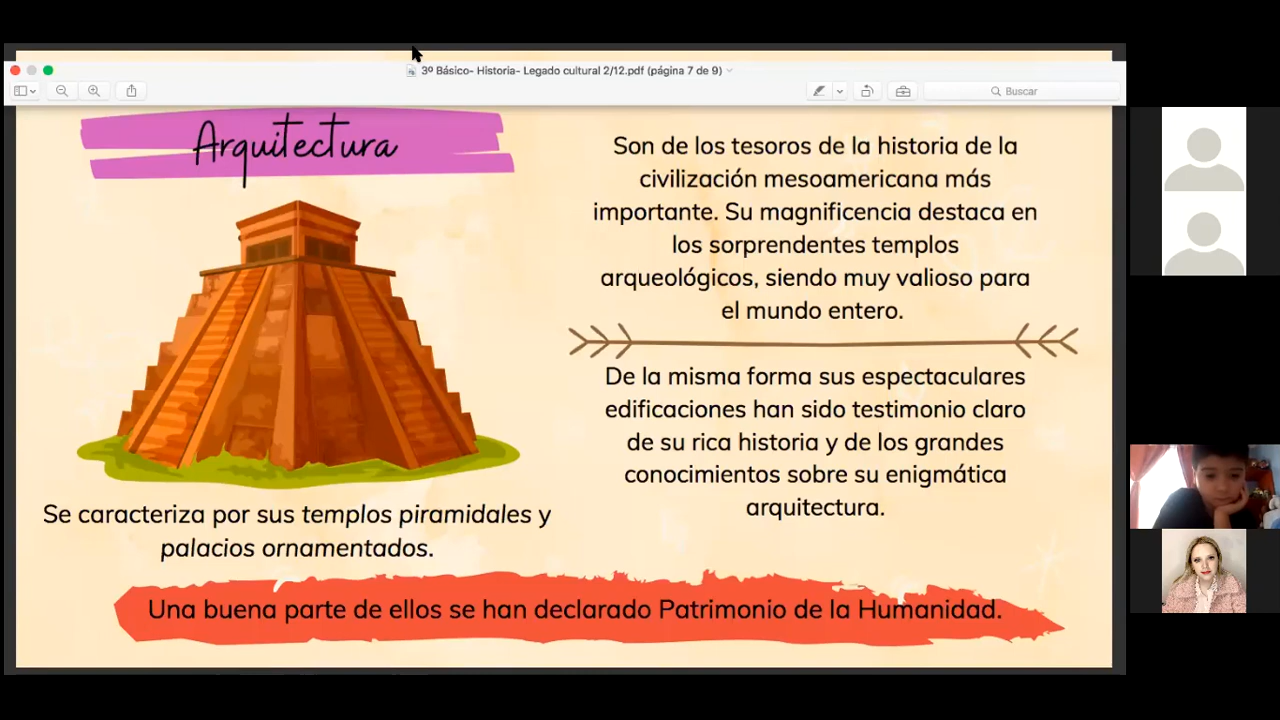 3º Básico- Historia- Legado cultural 2/12.pdf (página 7 de 9)
Buscar
Arquitectura
Son de los tesoros de la historia de la
civilización mesoamericana más
importante. Su magnificencia destaca en
los sorprendentes templos
arqueológicos, siendo muy valioso para
el mundo entero.
De la misma forma sus espectaculares
edificaciones han sido testimonio claro
de su rica historia y de los grandes
conocimientos sobre su enigmática
arquitectura.
Se caracteriza por sus templos piramidales y
palacios ornamentados.
Una buena parte de ellos se han declarado Patrimonio de la Humanidad.